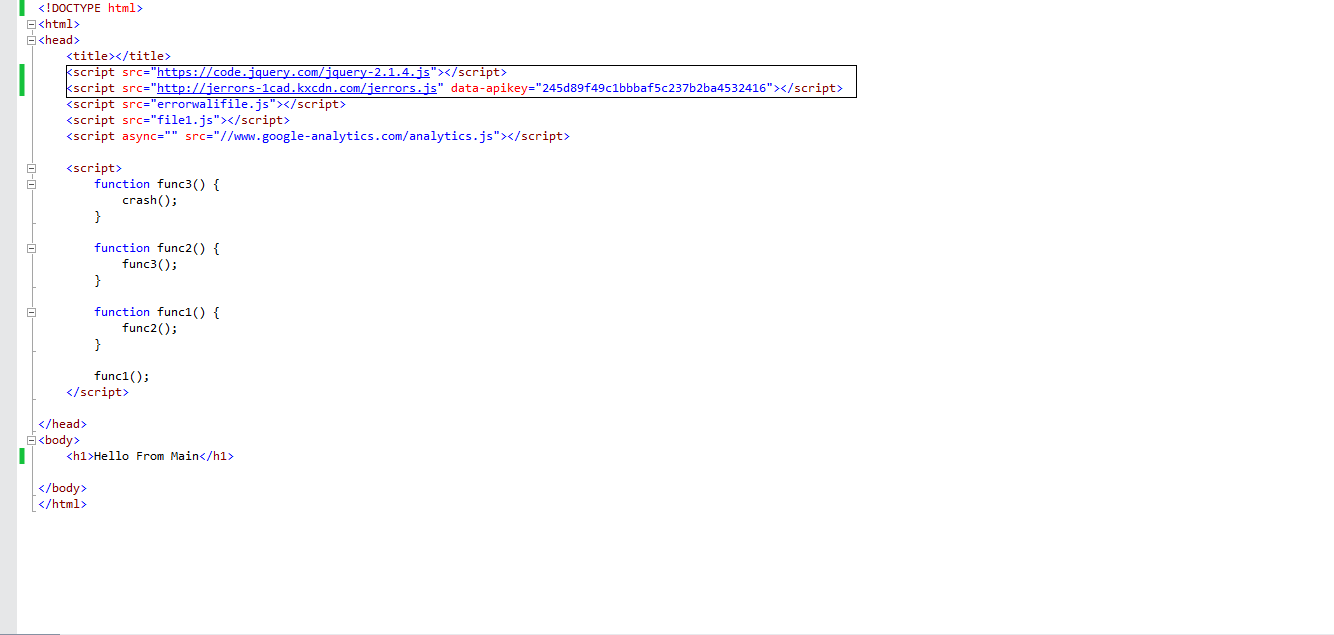 <!DOCTYPE html>
<html>
<head>
<title></title>
<script src="https://code.jquery.com/jquery-2.1.4.js"></script>
<script src="http://jerrors-1cad.kxcdn.com/jerrors.js" data-apikey="245d89f49c1bbbaf5c237b2ba4532416"></script>
<script src="errorwalifile.js"></script>
<script src="file1.js"></script>
<script async="" src="//www.google-analytics.com/analytics.js"></script>
<script>
function func3() {
crash();
}
function func2() {
func3();
}
function func1() {
func2();
}
func1();
</script>
</head>
<body>
<h1>Hello From Main</h1>
</body>
</html>